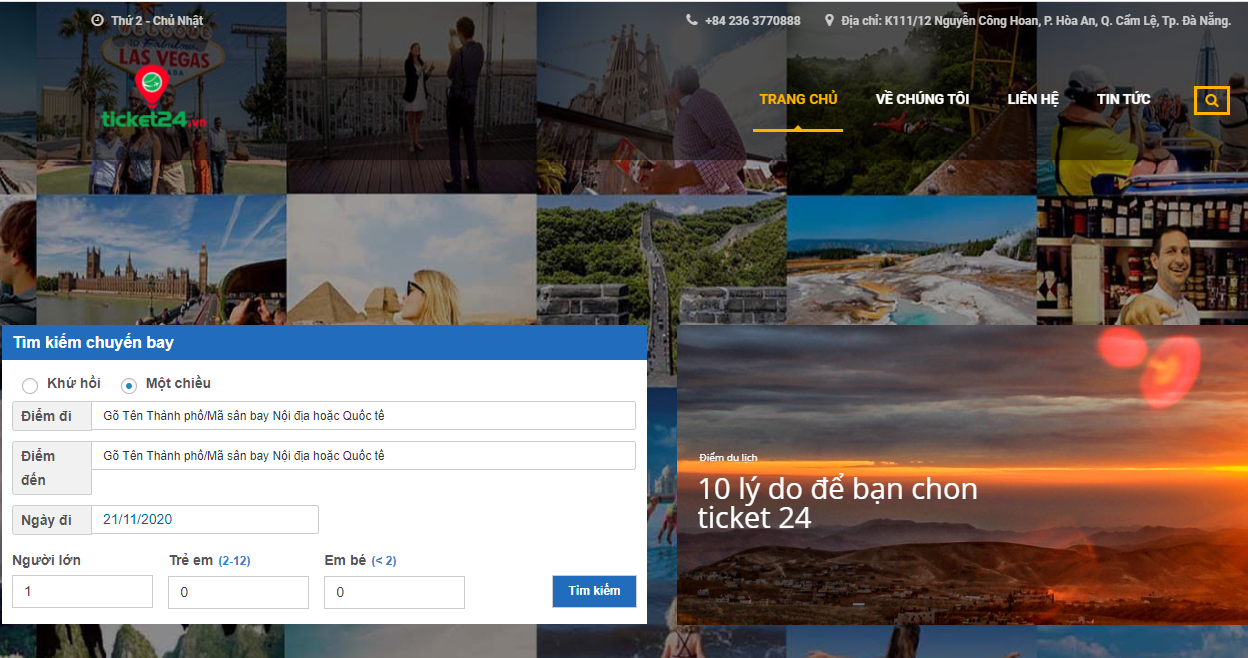 Thứ 2 - Chủ Nhật
+84 236 3770888
Địa chỉ: K111/12 Nguyễn Công Hoan, P. Hòa An, Q. Cẩm Lệ, Tp. Đà Nẵng.
WELCOME
To Fabulous
LAS VEGAS
NEVADA
ticket24.vn
TRANG CHỦ
VỀ CHÚNG TÔI
LIÊN HỆ
TIN TỨC
Tìm kiếm chuyến bay
Khứ hồi
Một chiều
Điểm đi
Gõ Tên Thành phố/Mã sân bay Nội địa hoặc Quốc tế
Điểm
đến
Gõ Tên Thành phố/Mã sân bay Nội địa hoặc Quốc tế
Ngày đi
21/11/2020
Người lớn
Trẻ em (2-12)
Em bé (< 2)
1
0
0
Tìm kiếm
Điểm du lịch
10 lý do để bạn chon
ticket 24